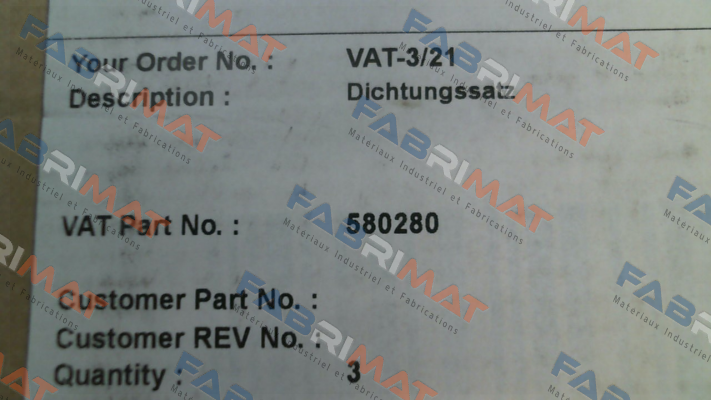 Your Order No. : VAT-3/21
Description : Dichtungssatz
VAT Part No. : 580280
Customer Part No. :
Customer REV No. :
Quantity : 3
FABRIMAT
Matériaux Industriel et Fabrications